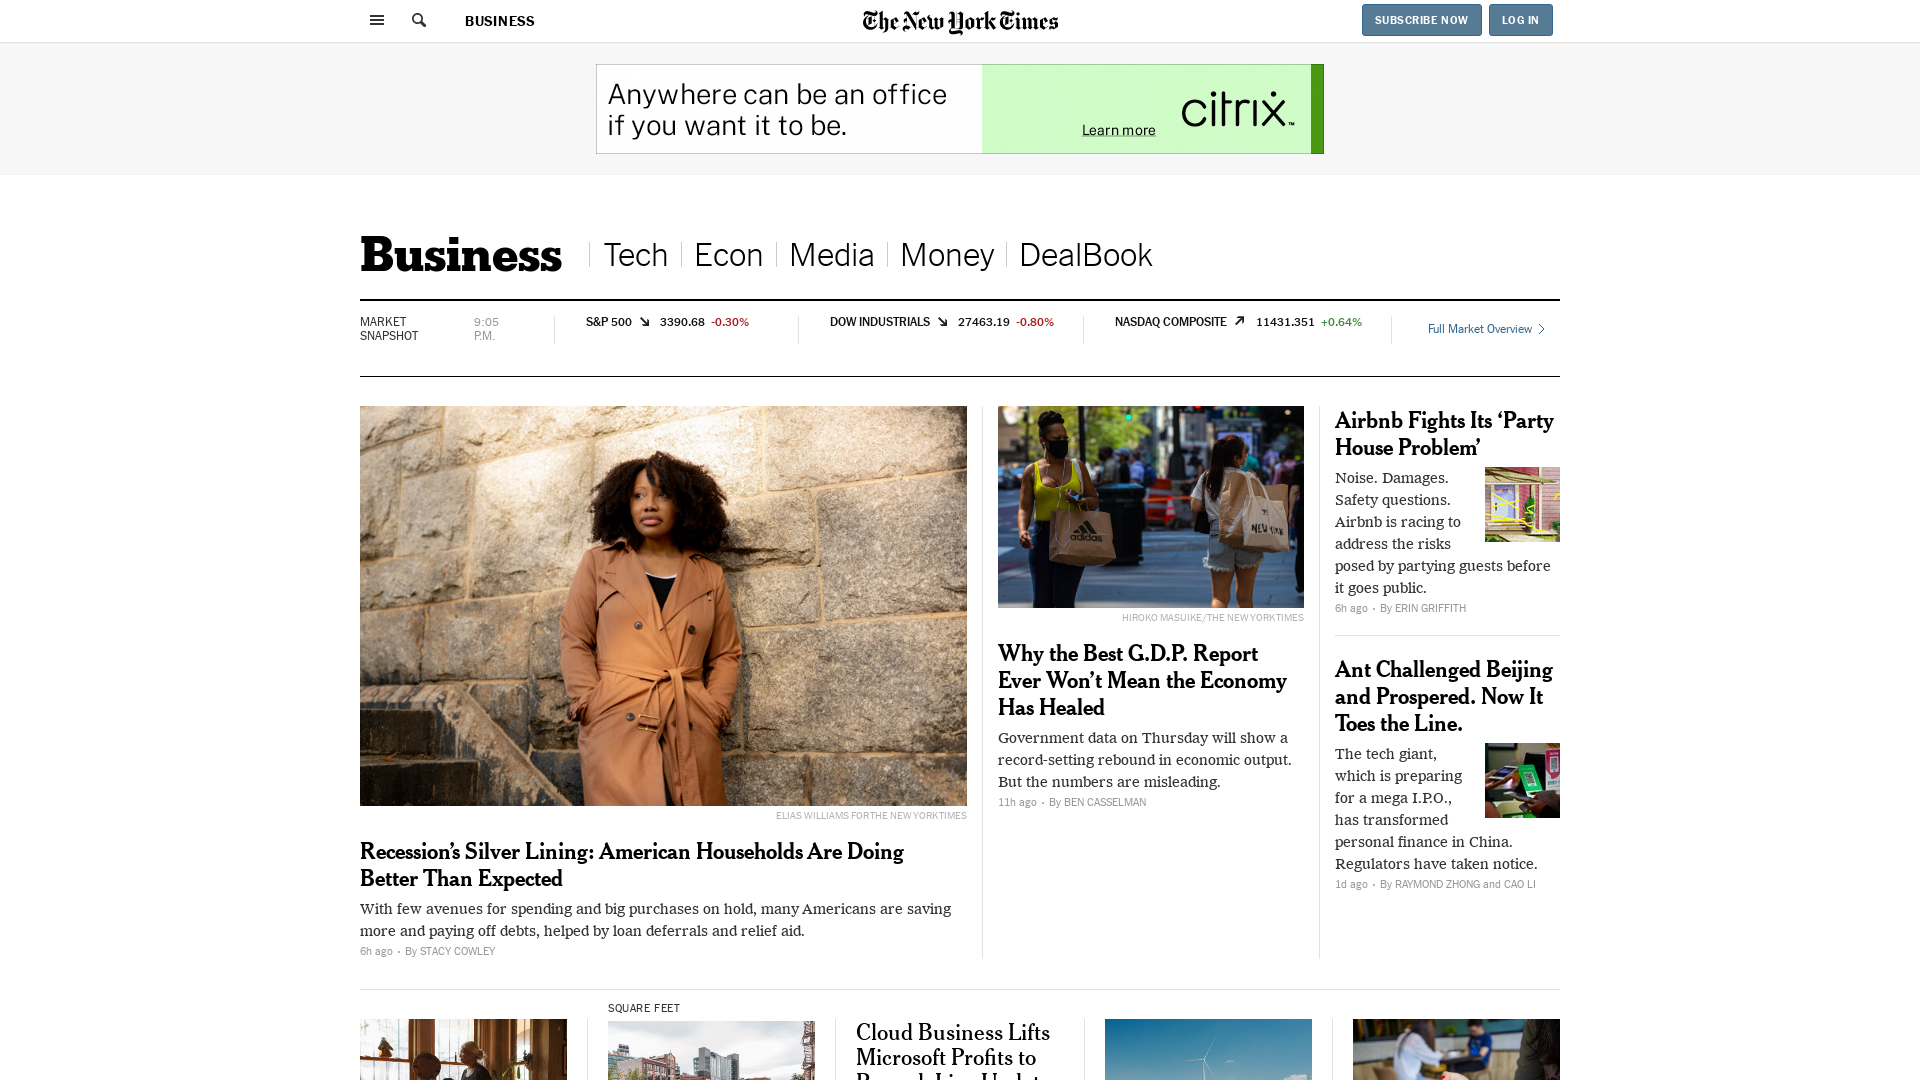 BUSINESS
The New York Times
SUBSCRIBE NOW
LOG IN
Anywhere can be an office
if you want it to be.
Learn more
citrix™
Business
Tech
Econ
Media
Money
DealBook
MARKET
SNAPSHOT
9:05
P.M.
S&P 500 3390.68 -0.30%
DOW INDUSTRIALS 27463.19 -0.80%
NASDAQ COMPOSITE 11431.351 +0.64%
Full Market Overview
ELIAS WILLIAMS FOR THE NEW YORK TIMES
Recession’s Silver Lining: American Households Are Doing
Better Than Expected
With few avenues for spending and big purchases on hold, many Americans are saving
more and paying off debts, helped by loan deferrals and relief aid.
6h ago · By STACY COWLEY
adidas
NEW YORK
HIROKO MASUIKE/THE NEW YORK TIMES
Why the Best G.D.P. Report
Ever Won’t Mean the Economy
Has Healed
Government data on Thursday will show a
record-setting rebound in economic output.
But the numbers are misleading.
11h ago · By BEN CASSELMAN
Airbnb Fights Its ‘Party
House Problem’
Noise. Damages.
Safety questions.
Airbnb is racing to
address the risks
posed by partying guests before
it goes public.
6h ago · By ERIN GRIFFITH
Ant Challenged Beijing
and Prospered. Now It
Toes the Line.
The tech giant,
which is preparing
for a mega I.P.O.,
has transformed
personal finance in China.
Regulators have taken notice.
1d ago · By RAYMOND ZHONG and CAO LI
SQUARE FEET
Cloud Business Lifts
Microsoft Profits to